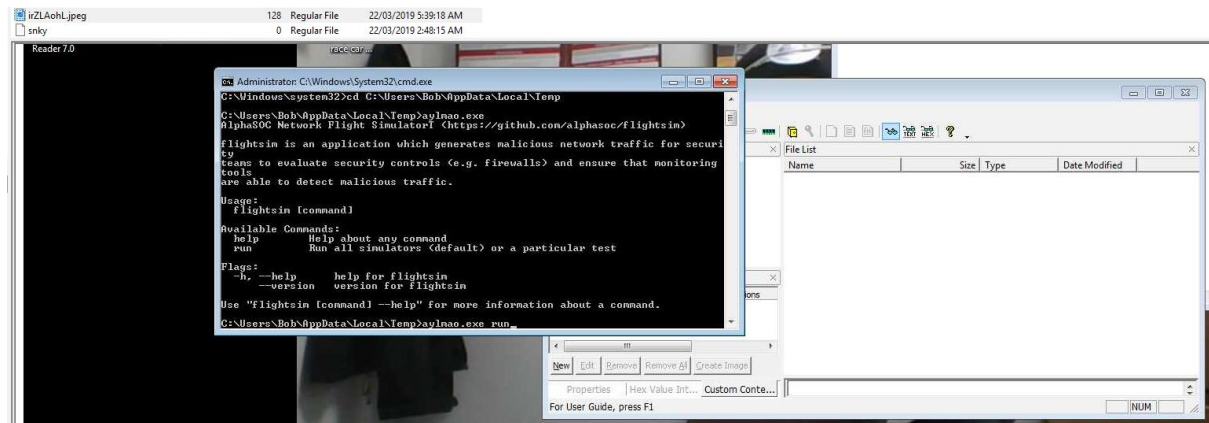 irZLAohL.jpeg 128 Regular File 22/03/2019 5:39:18 AM
snky 0 Regular File 22/03/2019 2:48:15 AM
Reader 7.0
race car ...
Administrator: C:\Windows\System32\cmd.exe
C:\Windows\system32>cd C:\Users\Bob\AppData\Local\Temp
C:\Users\Bob\AppData\Local\Temp>aylmao.exe
AlphaSOC Network Flight SimulatorT (https://github.com/alphasoc/flightsim)
flightsim is an application which generates malicious network traffic for securi
ty
teams to evaluate security controls (e.g. firewalls) and ensure that monitoring
tools
are able to detect malicious traffic.
Usage:
flightsim [command]
Available Commands:
help Help about any command
run Run all simulators (default) or a particular test
Flags:
-h, --help help for flightsim
--version version for flightsim
Use "flightsim [command] --help" for more information about a command.
C:\Users\Bob\AppData\Local\Temp>aylmao.exe run_
File List
Name Size Type Date Modified
ions
New Edit Remove Remove All Create Image
Properties Hex Value Int... Custom Conte...
For User Guide, press F1
NUM